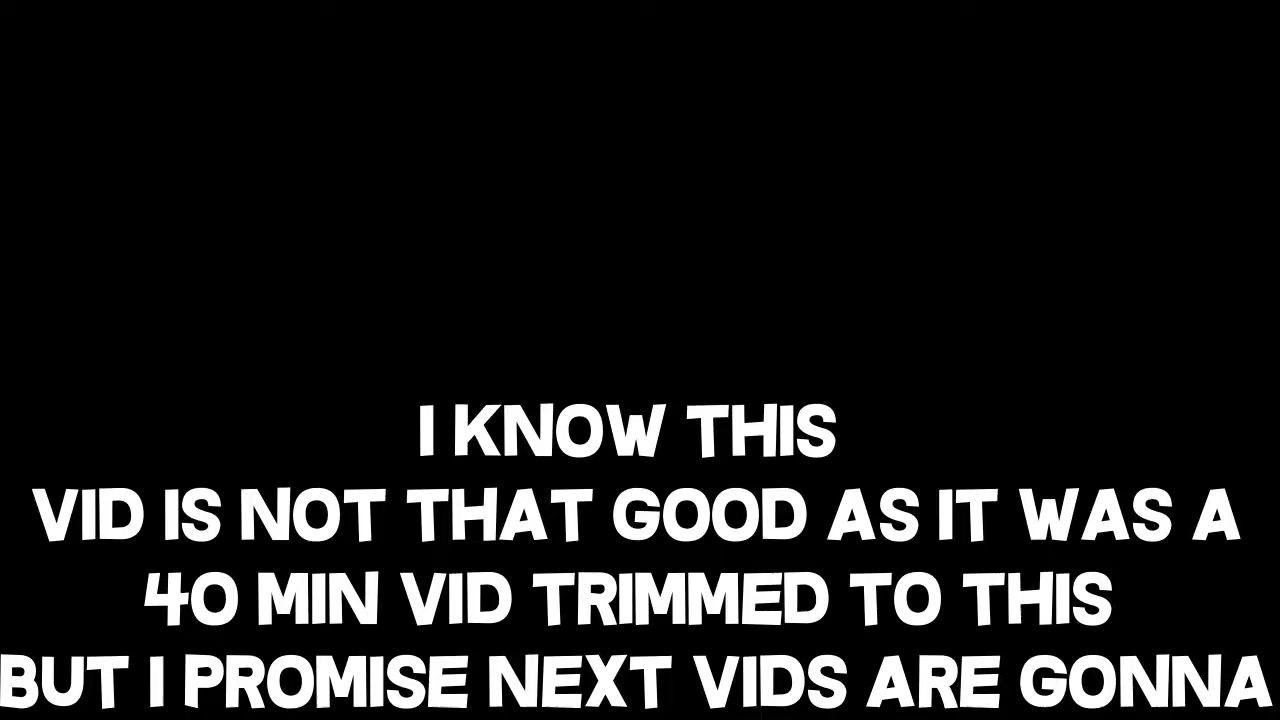 I KNOW THIS
VID IS NOT THAT GOOD AS IT WAS A
40 MIN VID TRIMMED TO THIS
BUT I PROMISE NEXT VIDS ARE GONNA